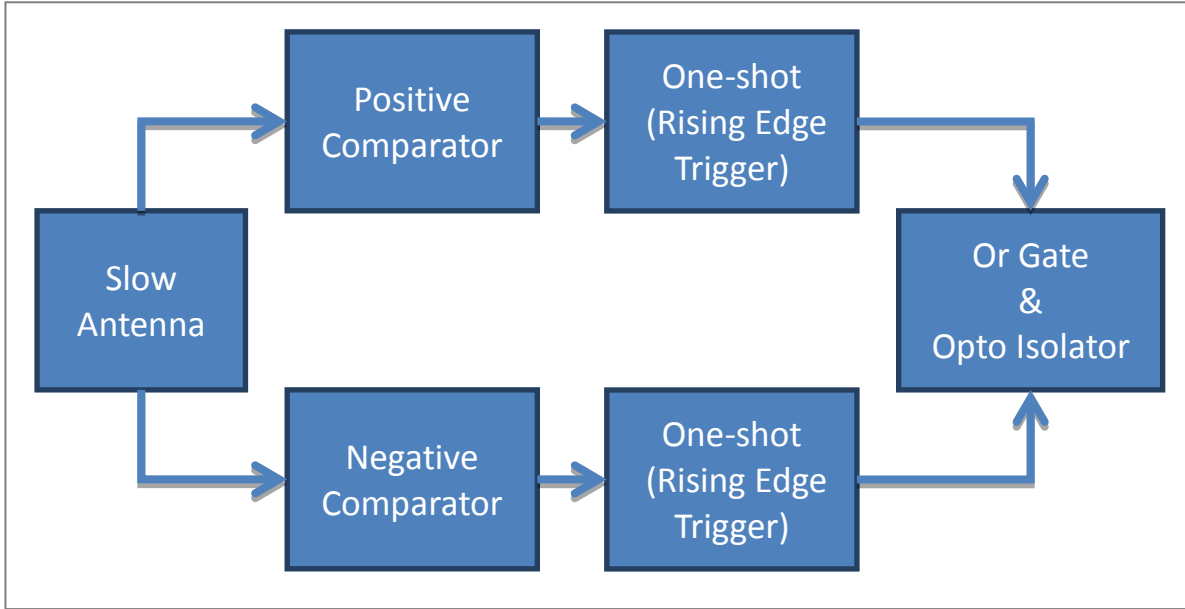 Positive
Comparator
One-shot
(Rising Edge
Trigger)
Slow
Antenna
Or Gate
&
Opto Isolator
Negative
Comparator
One-shot
(Rising Edge
Trigger)